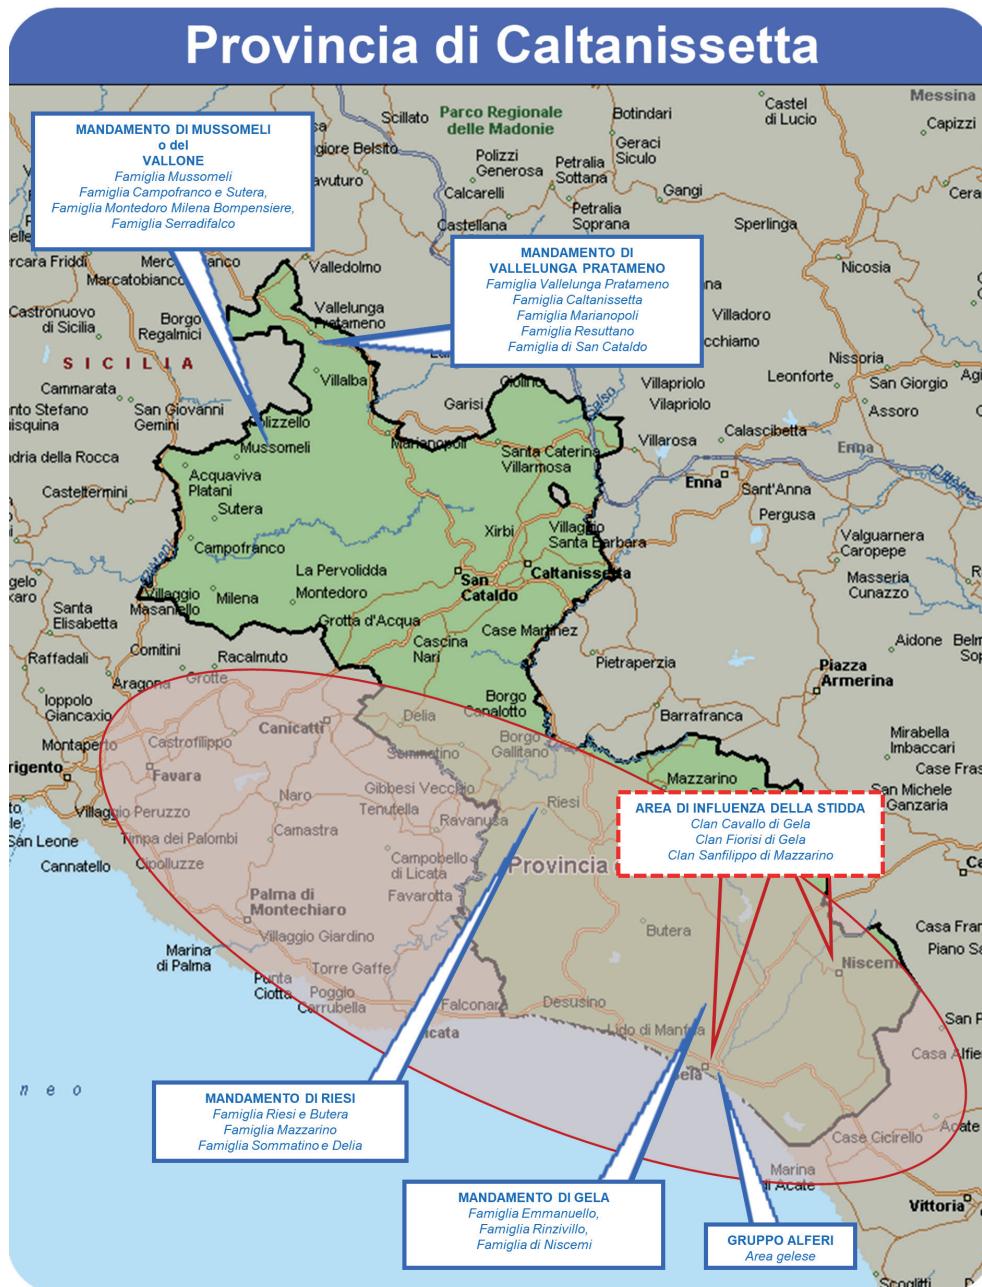 Provincia di Caltanissetta
MANDAMENTO DI MUSSOMELI
o del
VALLONE
Famiglia Mussomeli
Famiglia Campofranco e Sutera,
Famiglia Montedoro Milena Bompensiere,
Famiglia Serradifalco
MANDAMENTO DI
VALLELUNGA PRATAMENO
Famiglia Vallelunga Pratameno
Famiglia Caltanissetta
Famiglia Marianopoli
Famiglia Resuttano
Famiglia di San Cataldo
AREA DI INFLUENZA DELLA STIDDA
Clan Cavallo di Gela
Clan Fiorisi di Gela
Clan Sanfilippo di Mazzarino
MANDAMENTO DI RIESI
Famiglia Riesi e Butera
Famiglia Mazzarino
Famiglia Sommatino e Delia
MANDAMENTO DI GELA
Famiglia Emmanuello,
Famiglia Rinzivillo,
Famiglia di Niscemi
GRUPPO ALFERI
Area gelese
Messina
Castel
di Lucio
Capizzi
Scillato
Parco Regionale
delle Madonie
Botindari
Geraci
Siculo
Polizzi
Generosa
Petralia
Sottana
Calcarelli
Gangi
Petralia
Soprana
Castellana
Sperlinga
Nicosia
Villadoro
Valledolmo
Marcatobianco
Vallelunga
Pratameno
Borgo
Regalmici
Castronuovo
di Sicilia
SICILIA
Cammarata
San Giovanni
Gemini
Villalba
Garisi
Villapriolo
Vilapriolo
Leonforte
Nissoria
San Giorgio
Assoro
Polizzello
Mussomeli
Marianopoli
Santa Caterina
Villarmosa
Salso
Villarosa
Calascibetta
Enna
Enna
Dittaino
Sant'Anna
Pergusa
Acquaviva
Platani
Casteltermini
Sutera
Campofranco
Platani
Xirbi
Villaggio
Santa Barbara
Valguarnera
Caropepe
Masseria
Cunazzo
La Pervolidda
Montedoro
San
Cataldo
Caltanissetta
Villaggio
Masaniello
Milena
Santa
Elisabetta
Grotta d'Acqua
Case Martinez
Cascina
Nari
Comitini
Racalmuto
Raffadali
Aragona
Grotte
Pietraperzia
Aidone
Piazza
Armerina
Ioppolo
Giancaxio
Borgo
Canalotto
Barrafranca
Delia
Canicatti
Castrofilippo
Montaperto
Sommatino
Borgo
Gallitano
Mirabella
Imbaccari
Favara
Mazzarino
San Michele
Ganzaria
Naro
Gibbesi Vecchio
Tenutella
Ravanusa
Riesi
Villaggio Peruzzo
San Leone
Timpa dei Palombi
Camastra
Cannatello
Cipolluzze
Campobello
di Licata
Favarotta
Provincia
Palma di
Montechiaro
Villaggio Giardino
Butera
Marina
di Palma
Niscemi
Punta
Ciotta
Torre Gaffe
Poggio
Carrubella
Falconara
Desusino
Lido di Manfria
Gela
Case Cicirello
Marina
di Acate
Acate
Vittoria
Scoglitti
neo